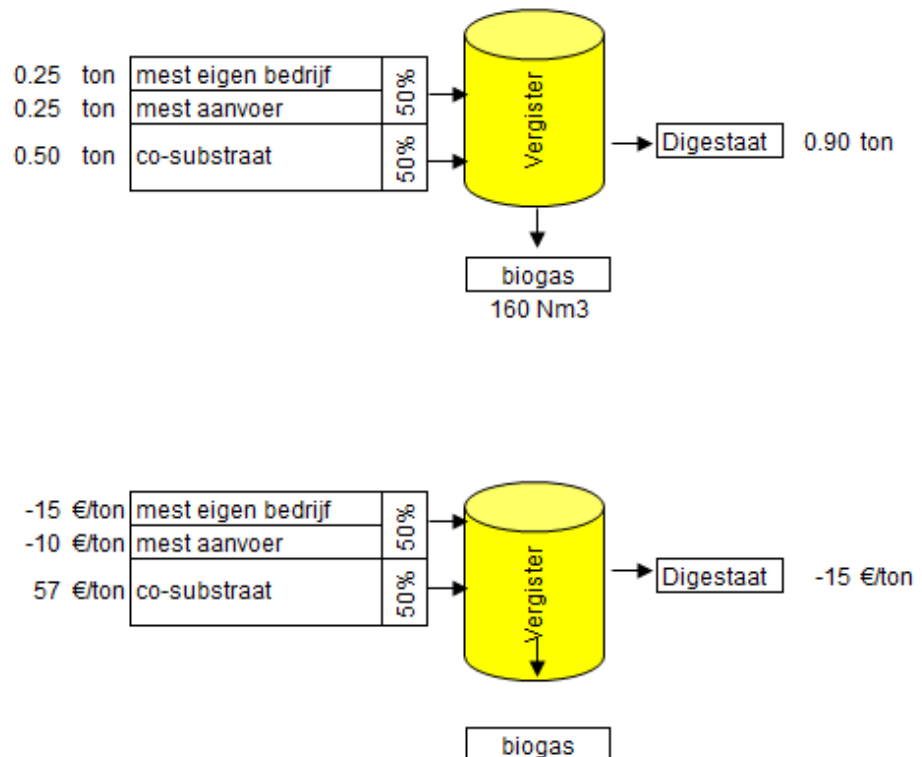 0.25 ton mest eigen bedrijf
0.25 ton mest aanvoer
50%
0.50 ton co-substraat
50%
Vergister
Digestaat 0.90 ton
biogas
160 Nm3
-15 €/ton mest eigen bedrijf
-10 €/ton mest aanvoer
50%
57 €/ton co-substraat
50%
Vergister
Digestaat -15 €/ton
biogas